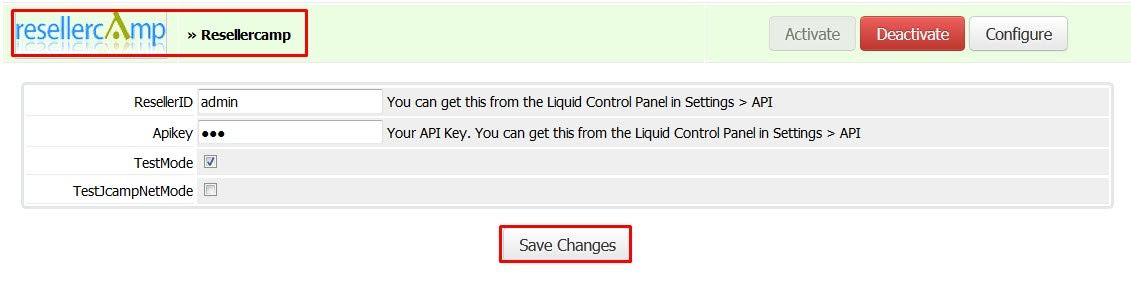 resellercamp » Resellercamp Activate Deactivate Configure
ResellerID admin You can get this from the Liquid Control Panel in Settings > API
Apikey ●●● Your API Key. You can get this from the Liquid Control Panel in Settings > API
TestMode
TestJcampNetMode
Save Changes